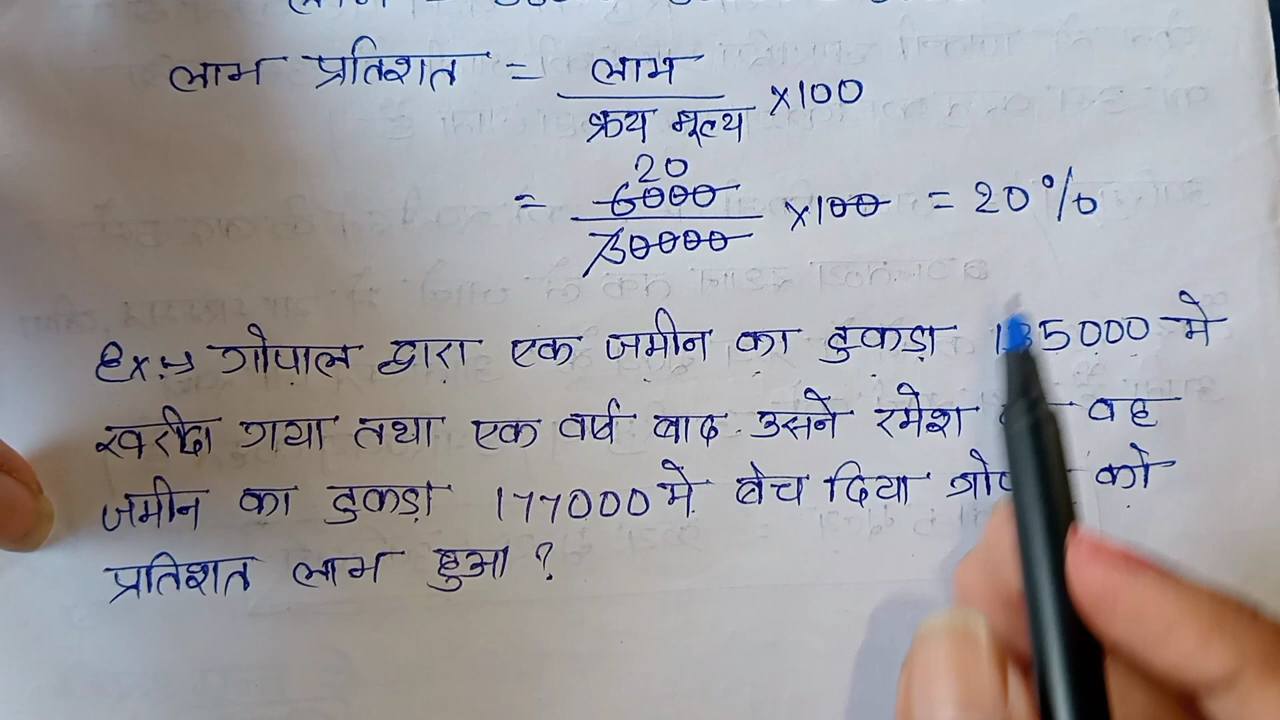 लाभ प्रतिशत = लाभ / क्रय मूल्य ×100
20
= 6000 / 30000 ×100 = 20%
Ex:→ गोपाल द्वारा एक जमीन का टुकड़ा 135000 मे
खरीदा गया तथा एक वर्ष बाद उसने रमेश वह
जमीन का टुकड़ा 177000 मे बेच दिया को
प्रतिशत लाभ हुआ ?